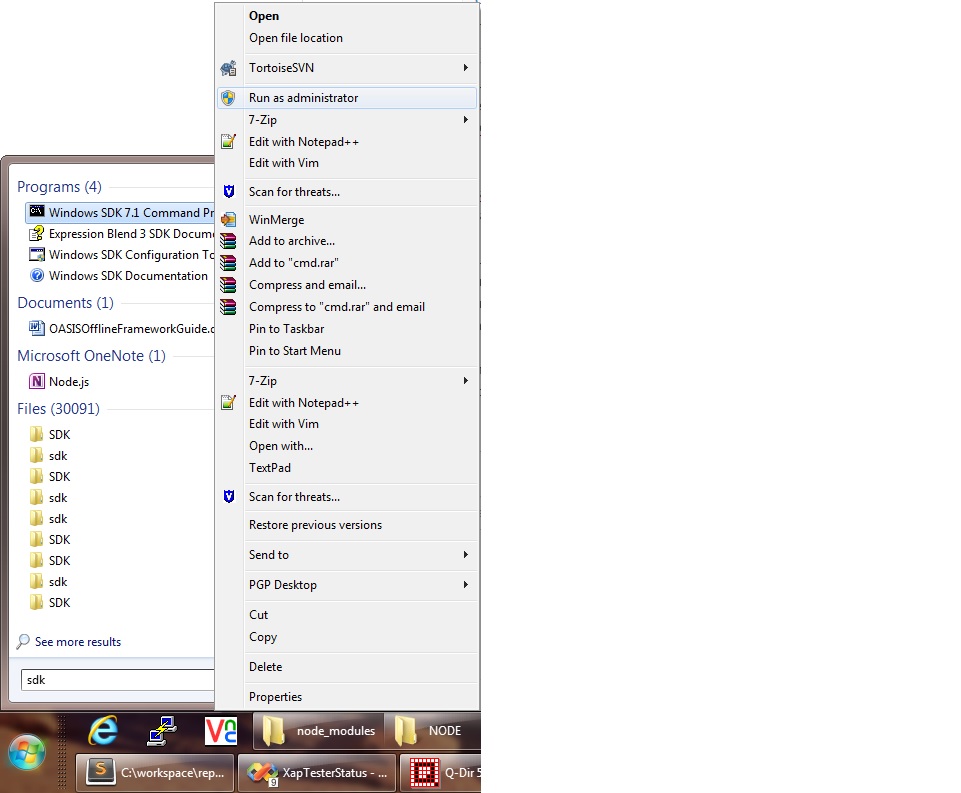 Programs (4)
Windows SDK 7.1 Command Pr
Expression Blend 3 SDK Docume
Windows SDK Configuration To
Windows SDK Documentation
Documents (1)
OASISOfflineFrameworkGuide.d
Microsoft OneNote (1)
Node.js
Files (30091)
SDK
sdk
SDK
sdk
sdk
SDK
SDK
sdk
SDK
See more results
sdk
Open
Open file location
TortoiseSVN
Run as administrator
7-Zip
Edit with Notepad++
Edit with Vim
Scan for threats...
WinMerge
Add to archive...
Add to "cmd.rar"
Compress and email...
Compress to "cmd.rar" and email
Pin to Taskbar
Pin to Start Menu
7-Zip
Edit with Notepad++
Edit with Vim
Open with...
TextPad
Scan for threats...
Restore previous versions
Send to
PGP Desktop
Cut
Copy
Delete
Properties
node_modules
NODE
C:\workspace\rep...
XapTesterStatus - ...
9
Q-Dir 5